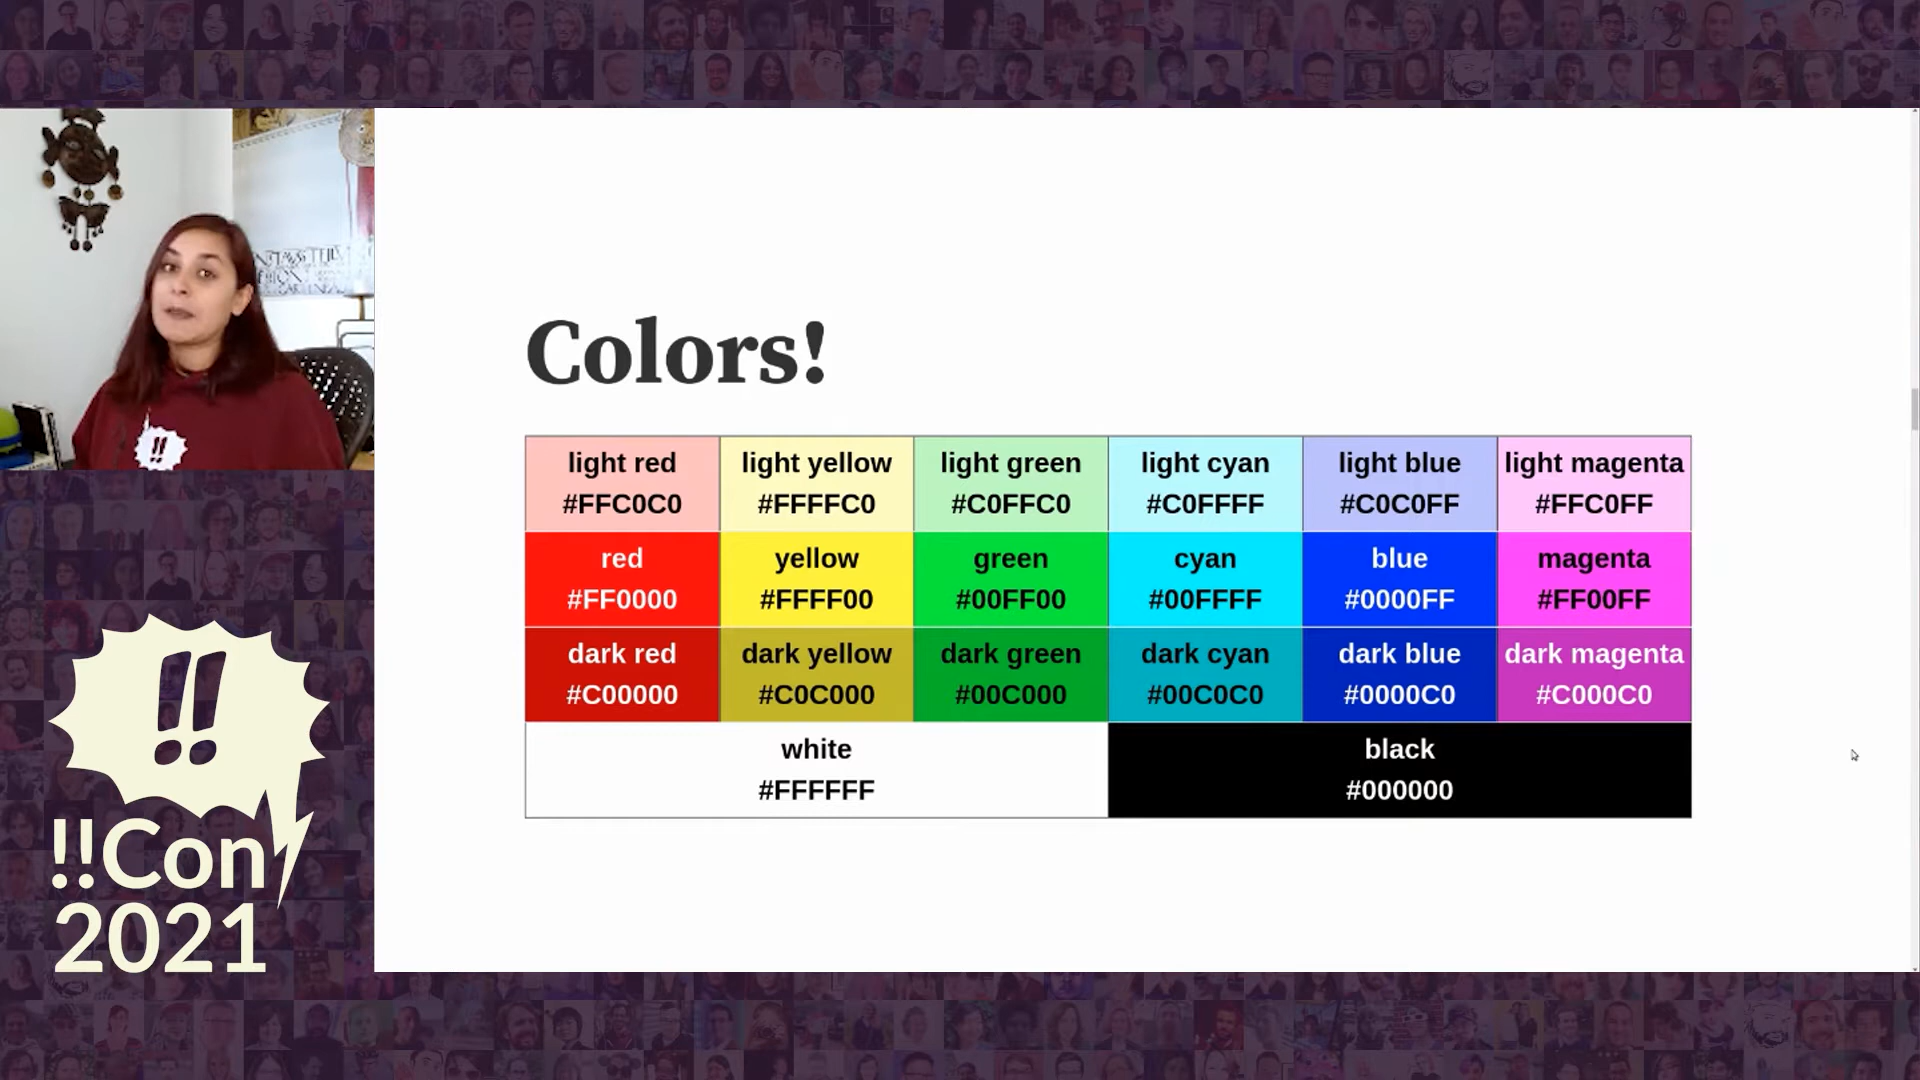 Colors!
light red
#FFC0C0
light yellow
#FFFFC0
light green
#C0FFC0
light cyan
#C0FFFF
light blue
#C0C0FF
light magenta
#FFC0FF
red
#FF0000
yellow
#FFFF00
green
#00FF00
cyan
#00FFFF
blue
#0000FF
magenta
#FF00FF
dark red
#C00000
dark yellow
#C0C000
dark green
#00C000
dark cyan
#00C0C0
dark blue
#0000C0
dark magenta
#C000C0
white
#FFFFFF
black
#000000
!!
!!
!!Con
2021